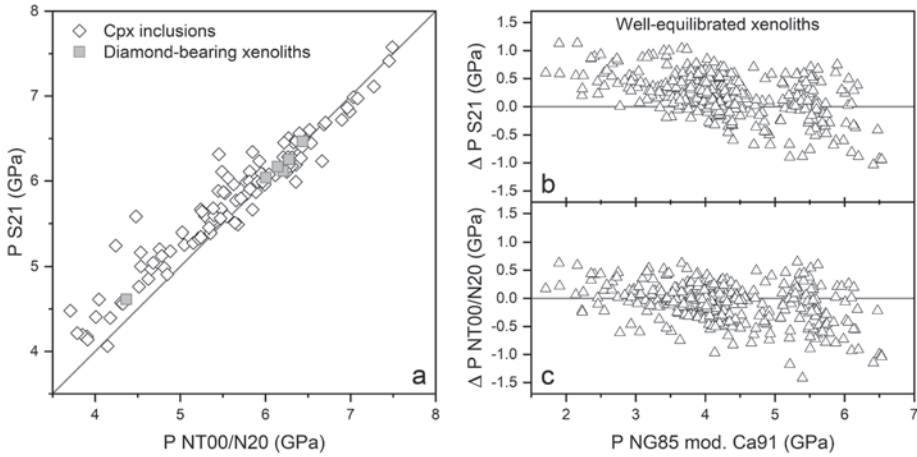 8
7
6
5
4
P S21 (GPa)
Cpx inclusions
Diamond-bearing xenoliths
a
4 5 6 7 8
P NT00/N20 (GPa)
Well-equilibrated xenoliths
1.5
1.0
0.5
0.0
-0.5
-1.0
-1.5
Δ P S21 (GPa)
b
1.5
1.0
0.5
0.0
-0.5
-1.0
-1.5
Δ P NT00/N20 (GPa)
c
2 3 4 5 6 7
P NG85 mod. Ca91 (GPa)